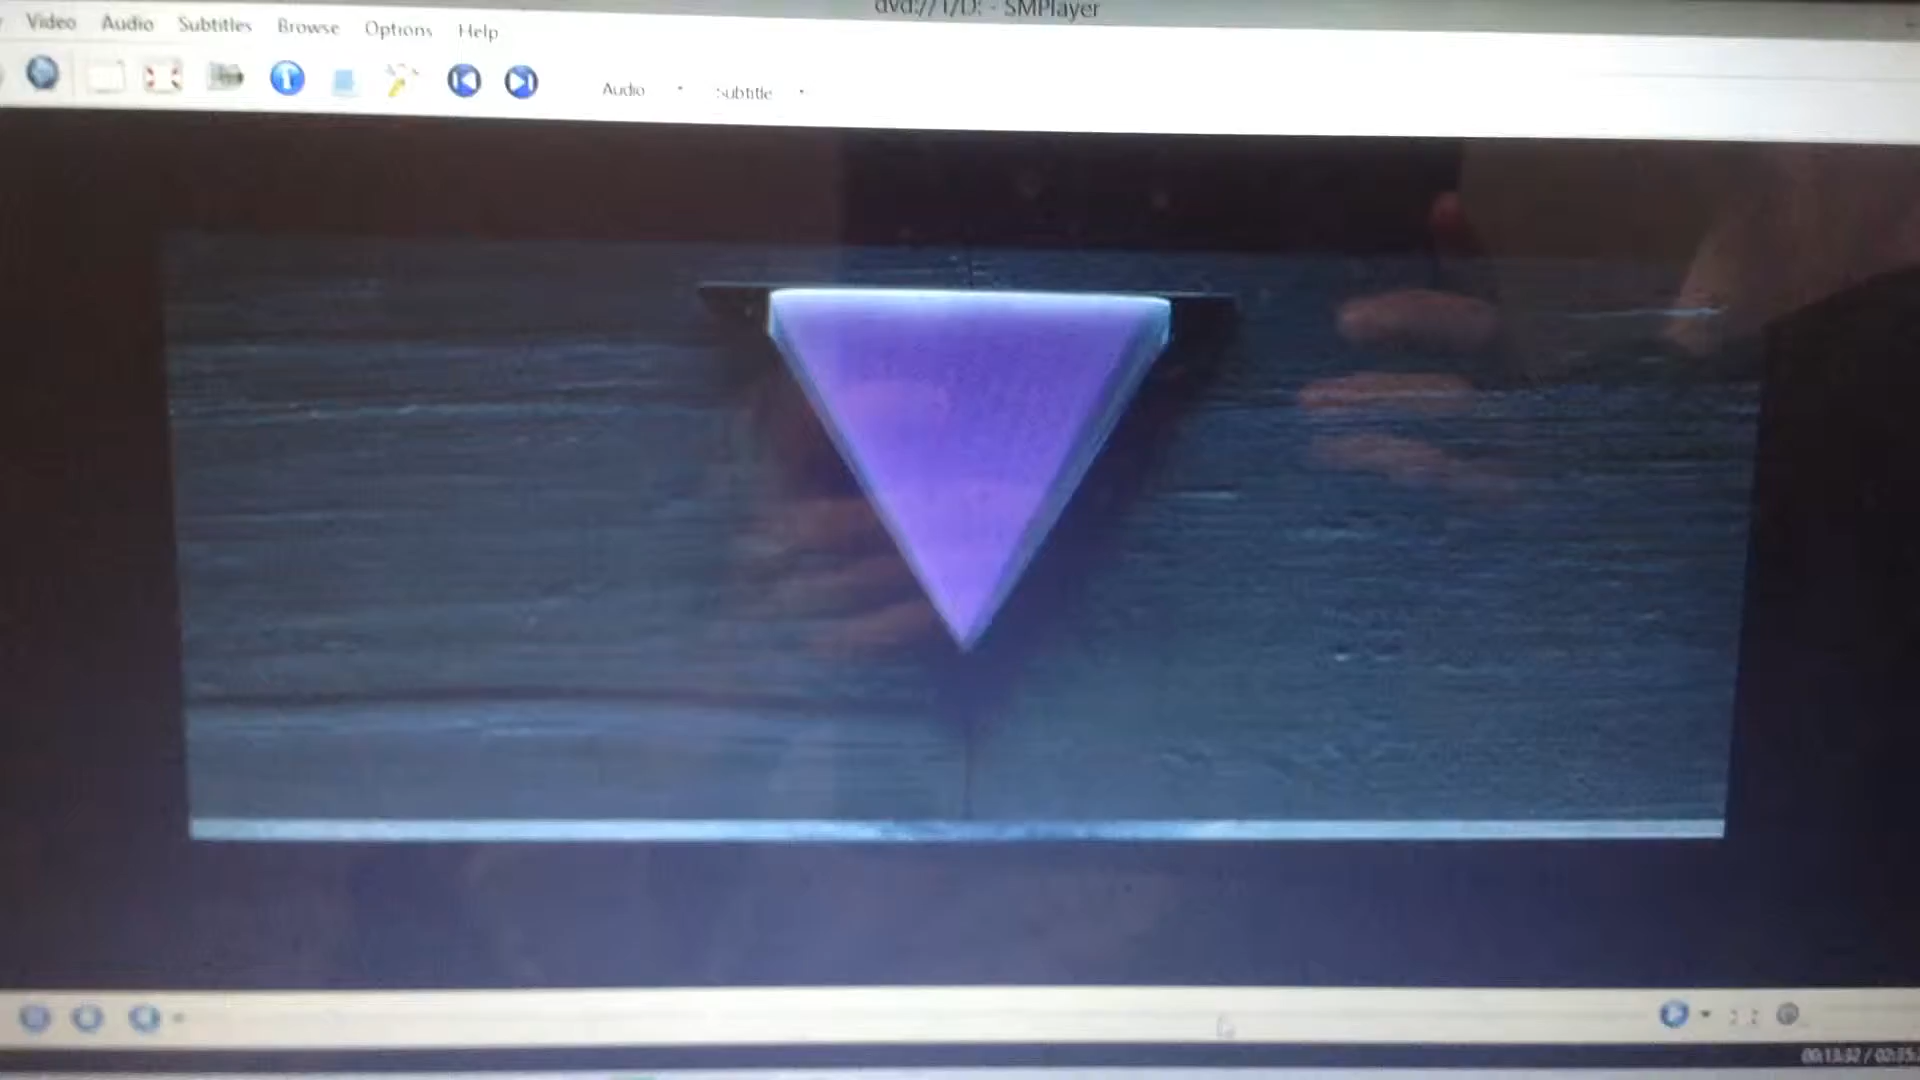 dvd://1/D: - SMPlayer
Video Audio Subtitles Browse Options Help
Audio Subtitle